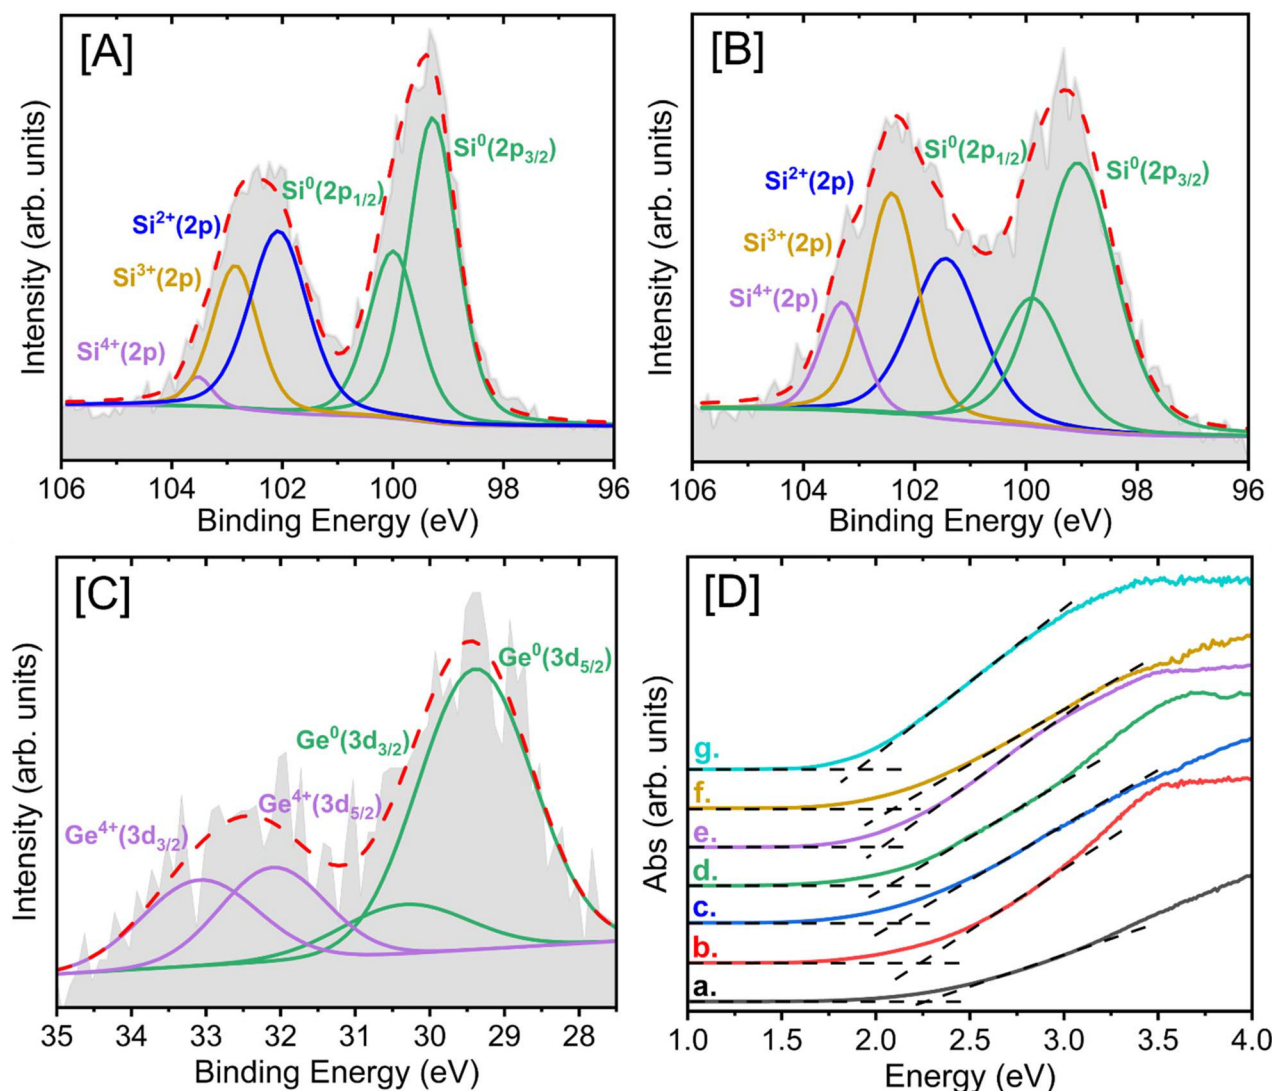 [A]
Si⁰(2p₃/₂)
Si⁰(2p₁/₂)
Si²⁺(2p)
Si³⁺(2p)
Si⁴⁺(2p)
Intensity (arb. units)
106 104 102 100 98 96
Binding Energy (eV)
[B]
Si⁰(2p₁/₂)
Si⁰(2p₃/₂)
Si²⁺(2p)
Si³⁺(2p)
Si⁴⁺(2p)
Intensity (arb. units)
106 104 102 100 98 96
Binding Energy (eV)
[C]
Ge⁰(3d₅/₂)
Ge⁰(3d₃/₂)
Ge⁴⁺(3d₅/₂)
Ge⁴⁺(3d₃/₂)
Intensity (arb. units)
35 34 33 32 31 30 29 28
Binding Energy (eV)
[D]
g.
f.
e.
d.
c.
b.
a.
Abs (arb. units)
1.0 1.5 2.0 2.5 3.0 3.5 4.0
Energy (eV)